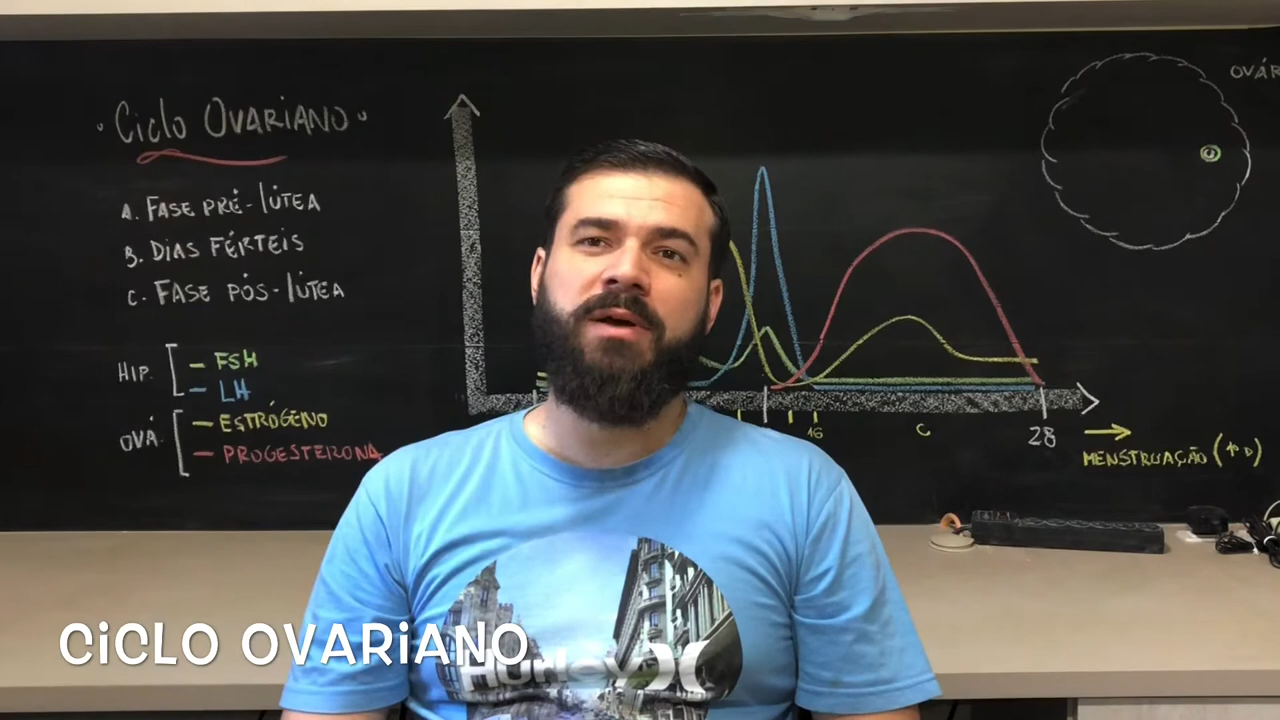 Ciclo OVARIANO
A. FASE PRÉ-lÚTEA
B. DIAS FÉRTEIS
C. FASE PÓS-lÚTEA
HIP.
FSH
LH
OVÁ.
ESTRÓGENO
PROGESTERONA
16
C
28
MENSTRUAÇÃO
OVÁR
CiCLO OVARiANO
Hurley